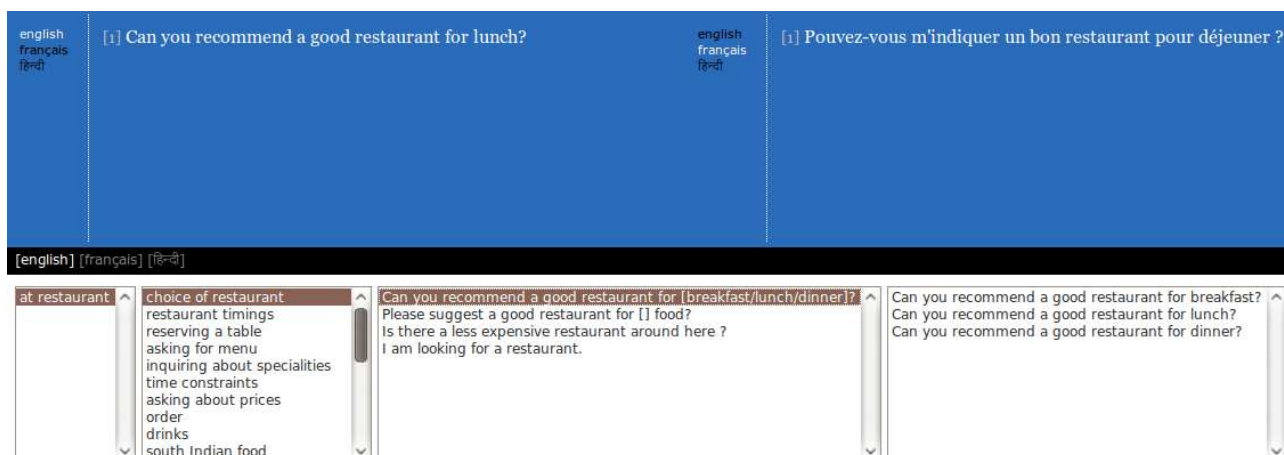 english
français
हिन्दी
[1] Can you recommend a good restaurant for lunch?
english
français
हिन्दी
[1] Pouvez-vous m'indiquer un bon restaurant pour déjeuner ?
[english] [français] [हिन्दी]
at restaurant
choice of restaurant
restaurant timings
reserving a table
asking for menu
inquiring about specialities
time constraints
asking about prices
order
drinks
south Indian food
Can you recommend a good restaurant for [breakfast/lunch/dinner]?
Please suggest a good restaurant for [] food?
Is there a less expensive restaurant around here ?
I am looking for a restaurant.
Can you recommend a good restaurant for breakfast?
Can you recommend a good restaurant for lunch?
Can you recommend a good restaurant for dinner?